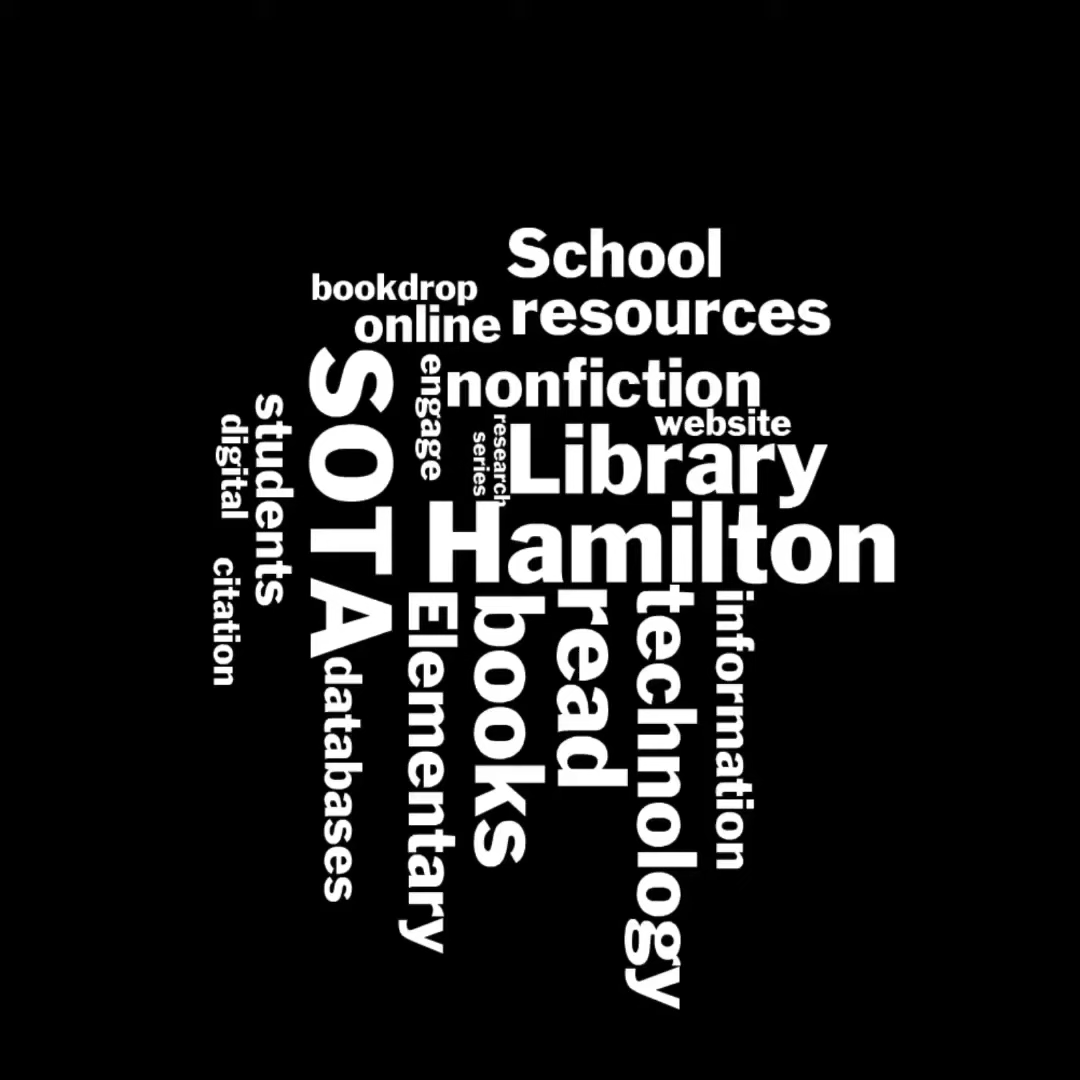 School
bookdrop
resources
online
SOTA
engage
nonfiction
students
website
digital
research
series
Library
Hamilton
citation
Elementary
books
read
technology
information
databases